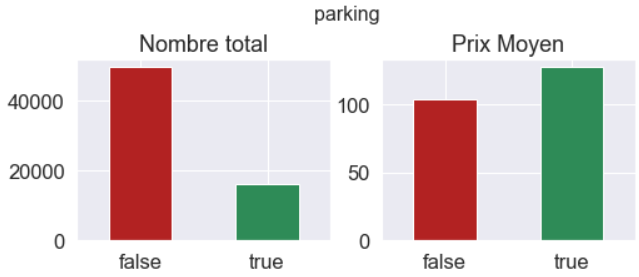 parking
Nombre total
Prix Moyen
40000
20000
0
false
true
100
50
0
false
true